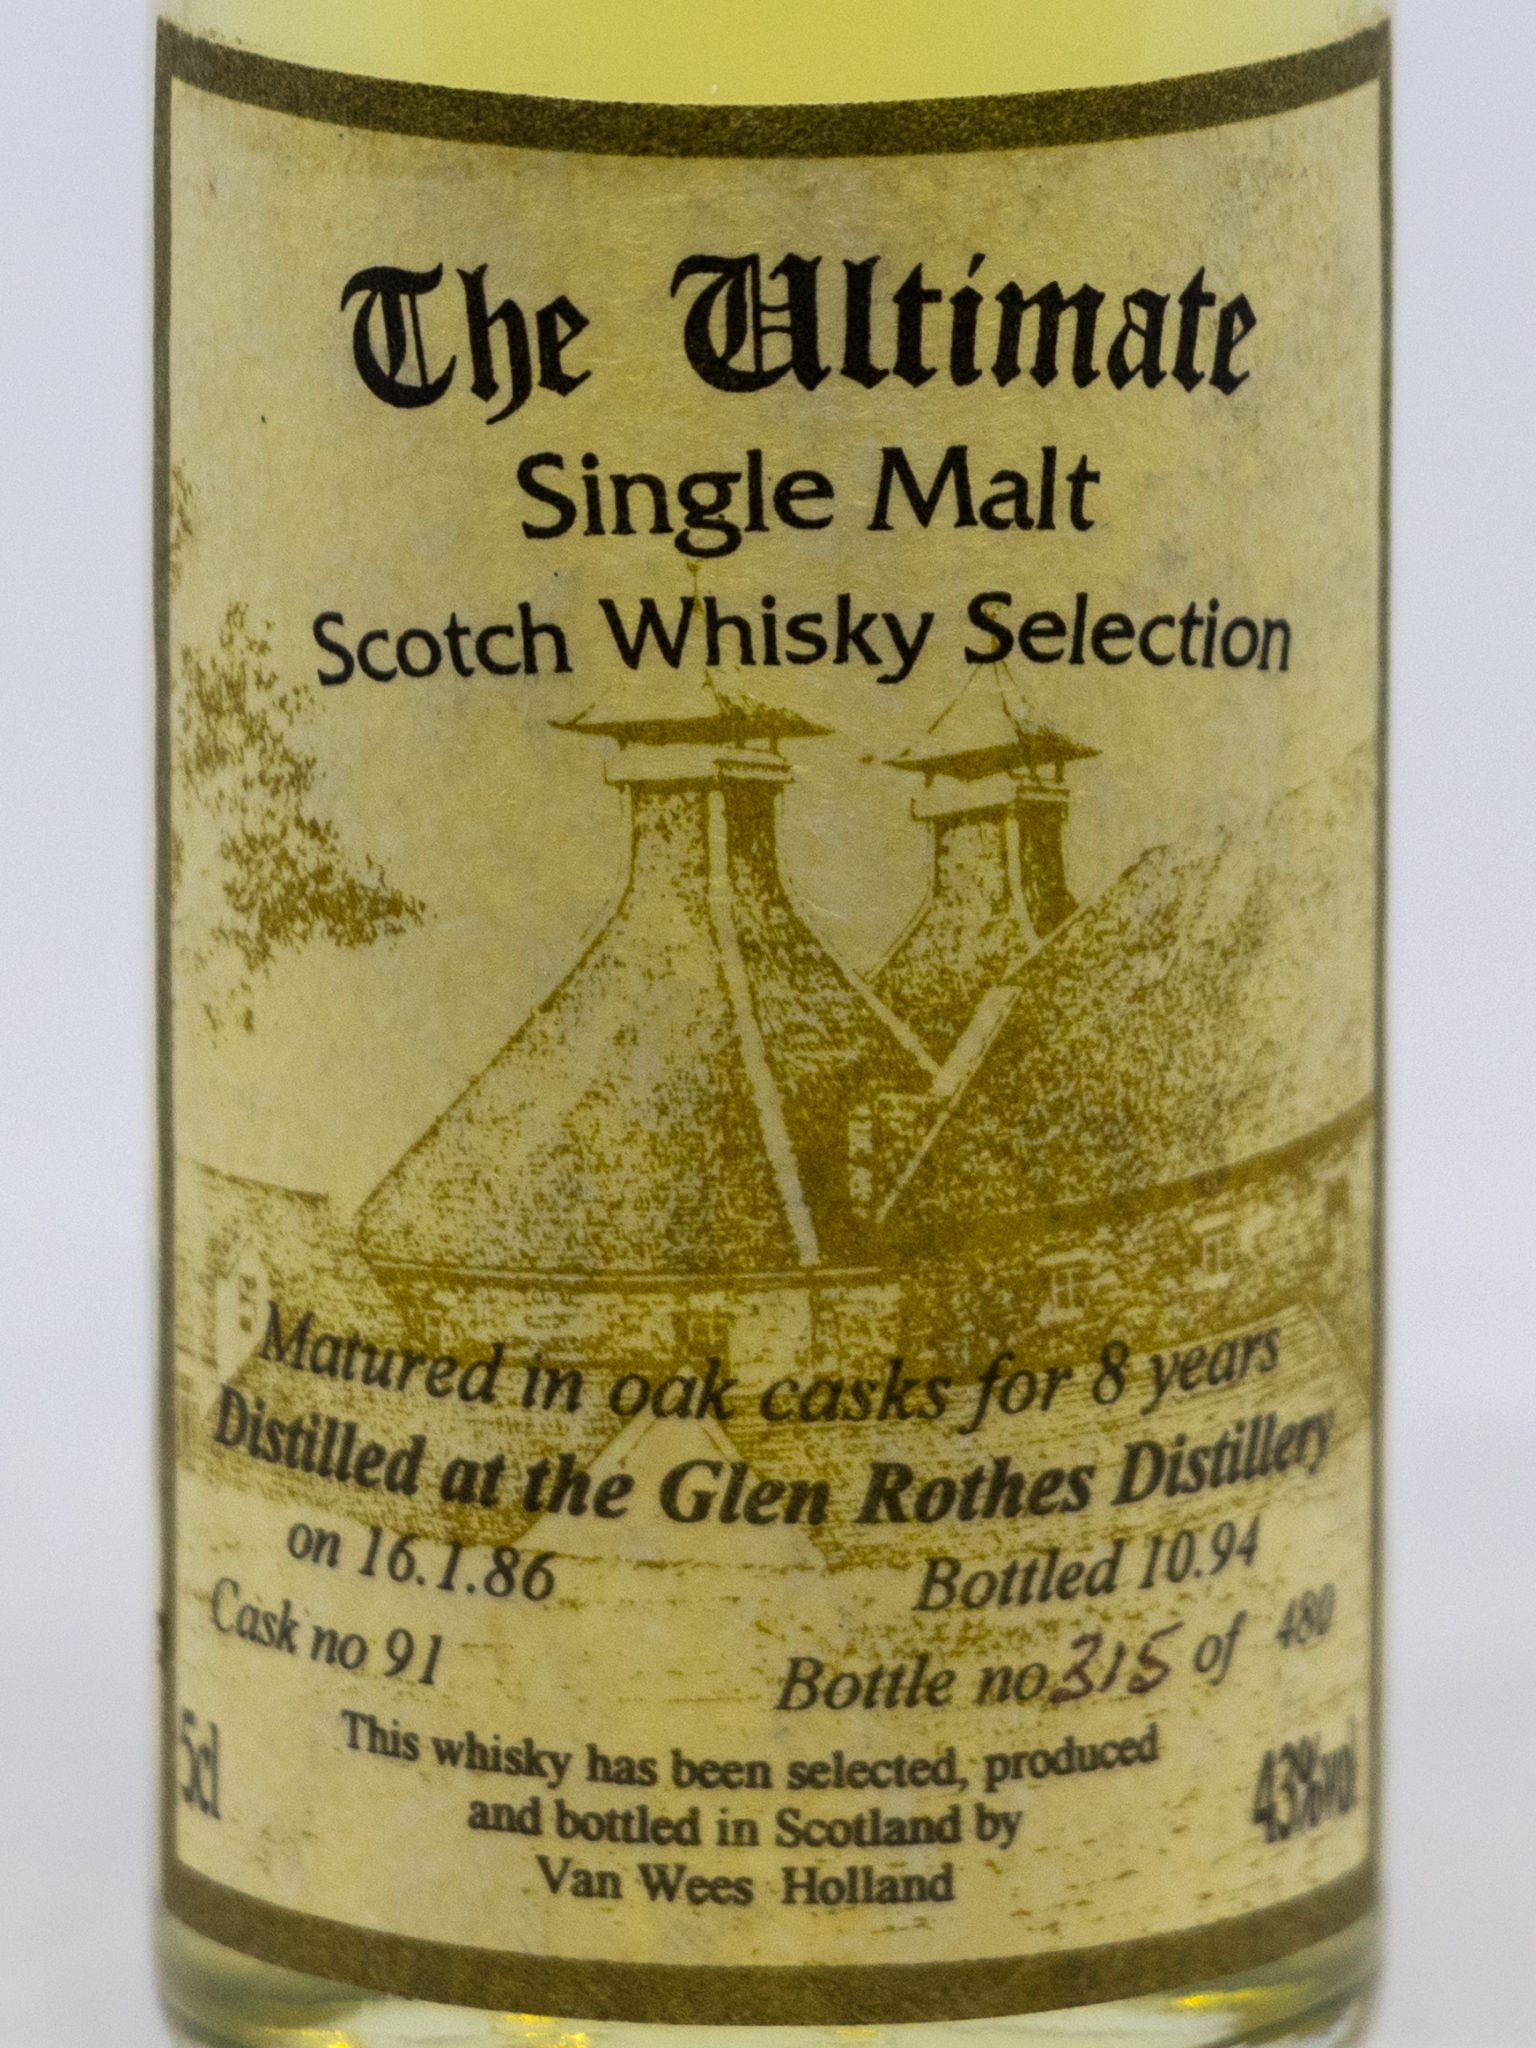 The Ultimate
Single Malt
Scotch Whisky Selection
Matured in oak casks for 8 years
Distilled at the Glen Rothes Distillery
on 16.1.86 Bottled 10.94
Cask no 91 Bottle no 315 of 480
5cl 43%vol
This whisky has been selected, produced
and bottled in Scotland by
Van Wees Holland